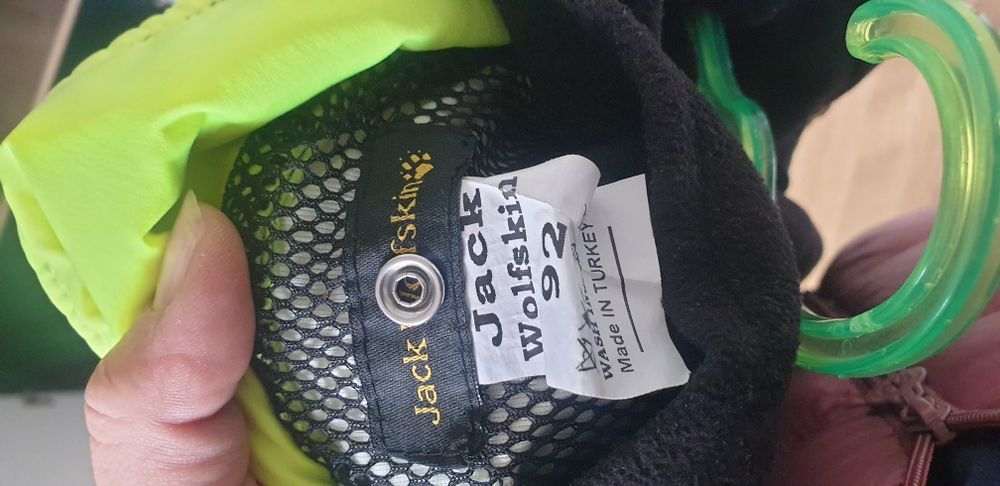 Jack Wolfskin
Jack
Wolfskin
92
Made IN TURKEY